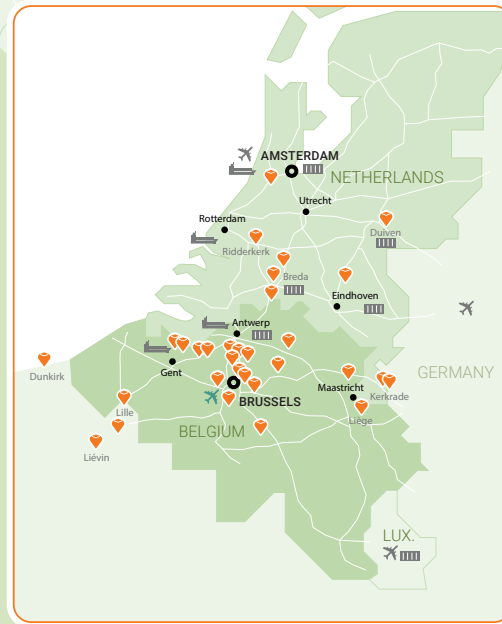 AMSTERDAM
NETHERLANDS
Utrecht
Rotterdam
Duiven
Ridderkerk
Breda
Eindhoven
Antwerp
Gent
GERMANY
Dunkirk
Maastricht
Kerkrade
BRUSSELS
Lille
Liège
BELGIUM
Liévin
LUX.